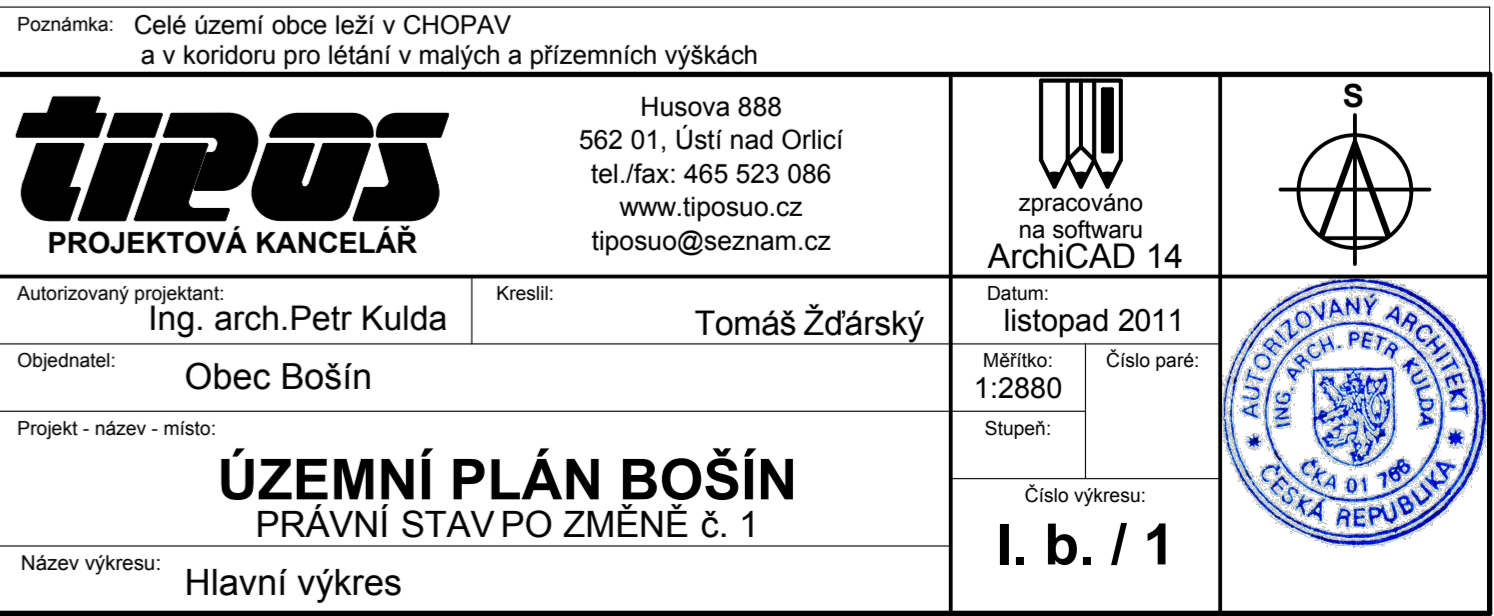 Poznámka: Celé území obce leží v CHOPAV
a v koridoru pro létání v malých a přízemních výškách
tipos
PROJEKTOVÁ KANCELÁŘ
Husova 888
562 01, Ústí nad Orlicí
tel./fax: 465 523 086
www.tiposuo.cz
tiposuo@seznam.cz
zpracováno
na softwaru
ArchiCAD 14
S
Autorizovaný projektant:
Ing. arch.Petr Kulda
Kreslil:
Tomáš Žďárský
Datum:
listopad 2011
Objednatel:
Obec Bošín
Měřítko:
1:2880
Číslo paré:
Projekt - název - místo:
ÚZEMNÍ PLÁN BOŠÍN
PRÁVNÍ STAV PO ZMĚNĚ č. 1
Stupeň:
Číslo výkresu:
I. b. / 1
Název výkresu:
Hlavní výkres
AUTORIZOVANÝ ARCHITEKT
ING. ARCH. PETR KULDA
ČKA 01 766
ČESKÁ REPUBLIKA